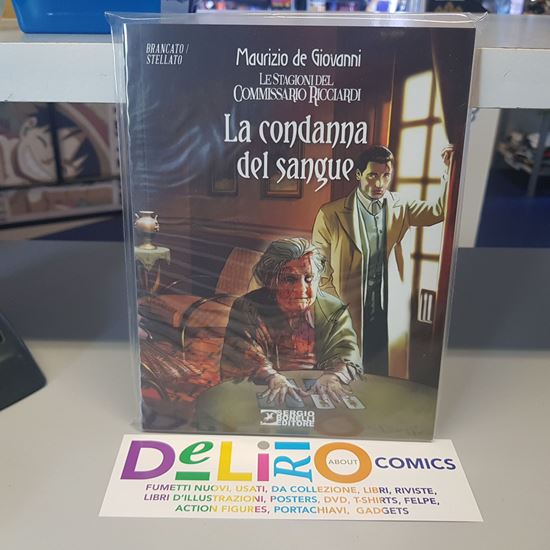 BRANCATO /
STELLATO
Maurizio de Giovanni
LE STAGIONI DEL
COMMISSARIO RICCIARDI
La condanna
del sangue
SERGIO
BONELLI
EDITORE
DeLiRiO
ABOUT
COMICS
FUMETTI NUOVI, USATI, DA COLLEZIONE, LIBRI, RIVISTE,
LIBRI D'ILLUSTRAZIONI, POSTERS, DVD, T-SHIRTS, FELPE,
ACTION FIGURES, PORTACHIAVI, GADGETS